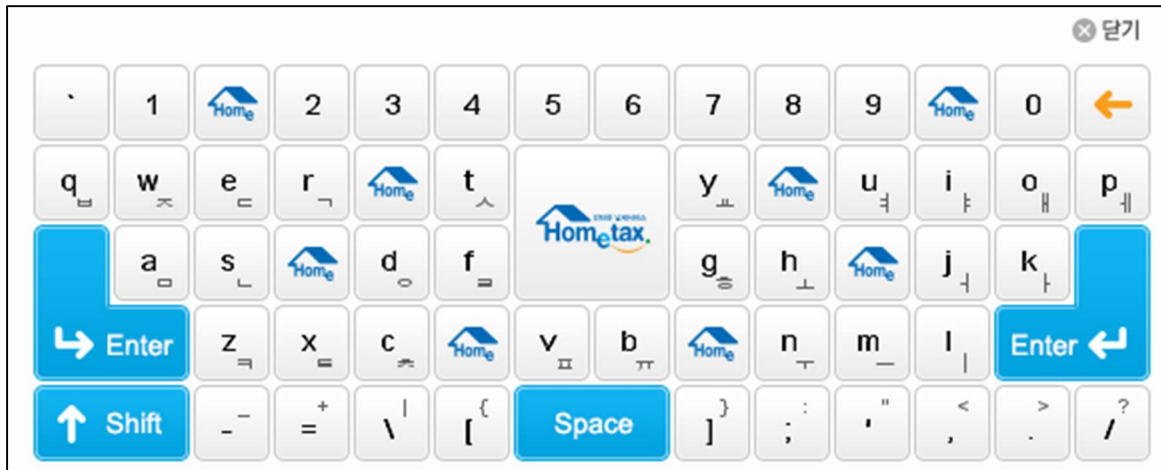 닫기
` 1 Home 2 3 4 5 6 7 8 9 Home 0
q ㅂ w ㅈ e ㄷ r ㄱ Home t ㅅ y ㅛ Home u ㅕ i ㅑ o ㅐ p ㅔ
Hometax.
a ㅁ s ㄴ Home d ㅇ f ㄹ g ㅎ h ㅗ Home j ㅓ k ㅏ
Enter z ㅋ x ㅌ c ㅊ Home v ㅍ b ㅠ Home n ㅜ m ㅡ l ㅣ Enter
Shift - _ = + \ | [ { Space ] } ; : ' " , < . > / ?